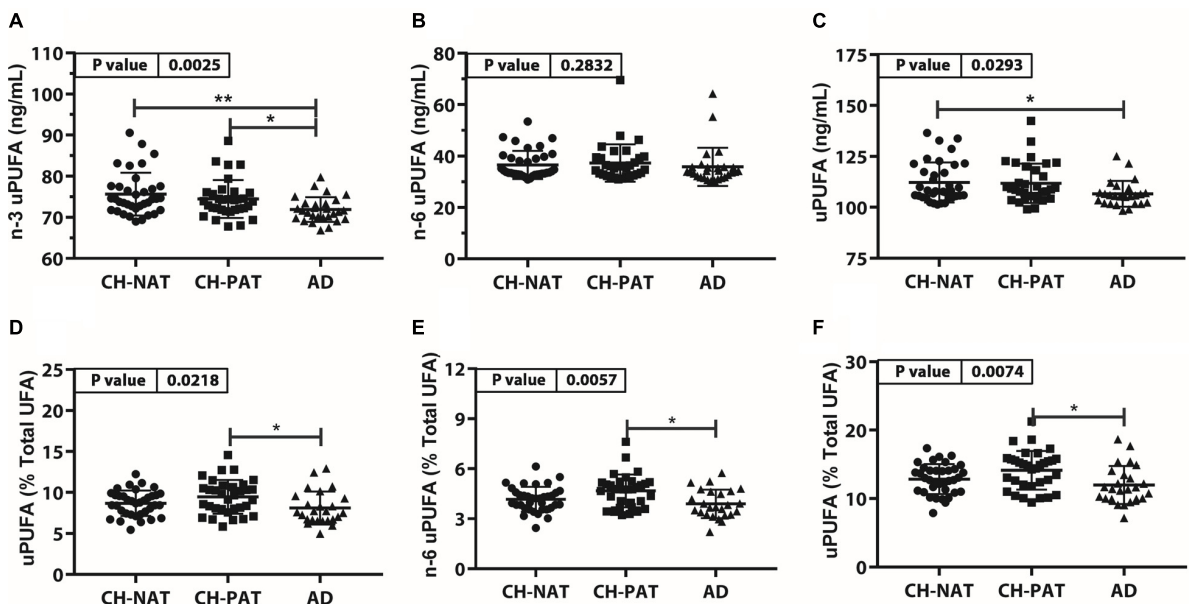 A
n-3 uPUFA (ng/mL)
110
100
90
80
70
60
P value 0.0025
**
*
CH-NAT CH-PAT AD
B
n-6 uPUFA (ng/mL)
80
60
40
20
0
P value 0.2832
CH-NAT CH-PAT AD
C
uPUFA (ng/mL)
175
150
125
100
75
P value 0.0293
*
CH-NAT CH-PAT AD
D
uPUFA (% Total UFA)
25
20
15
10
5
0
P value 0.0218
*
CH-NAT CH-PAT AD
E
n-6 uPUFA (% Total UFA)
12
9
6
3
0
P value 0.0057
*
CH-NAT CH-PAT AD
F
uPUFA (% Total UFA)
30
20
10
0
P value 0.0074
*
CH-NAT CH-PAT AD